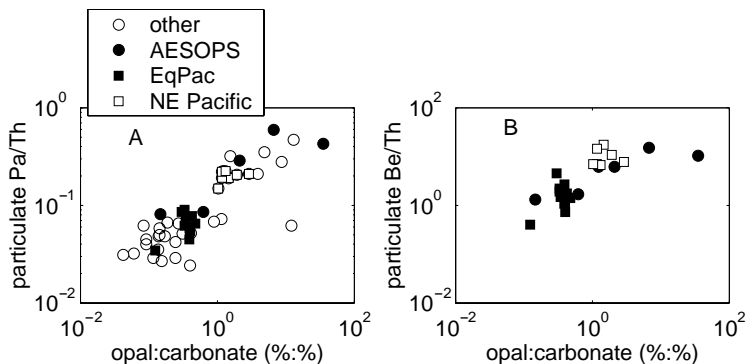 other
AESOPS
EqPac
NE Pacific
A
particulate Pa/Th
10^0
10^-1
10^-2
10^-2
10^0
10^2
opal:carbonate (%:%)
B
particulate Be/Th
10^2
10^0
10^-2
10^-2
10^0
10^2
opal:carbonate (%:%)